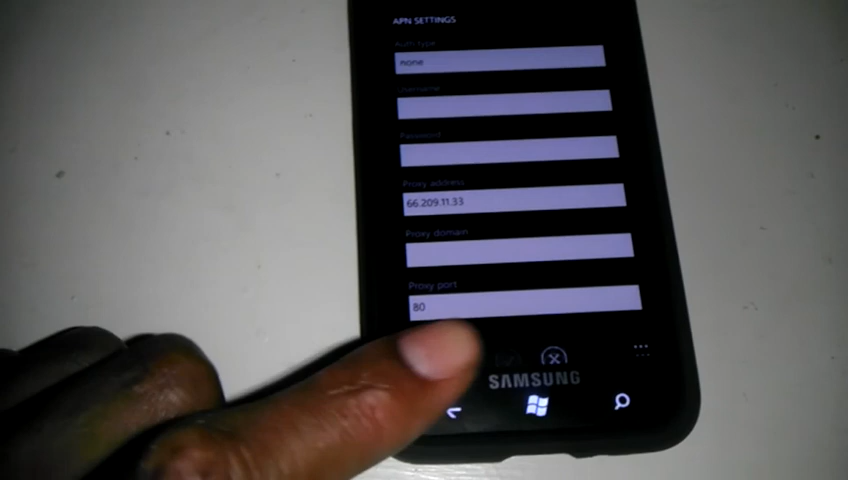 APN SETTINGS
Auth type
none
Username
Password
Proxy address
66.209.11.33
Proxy domain
Proxy port
80
SAMSUNG